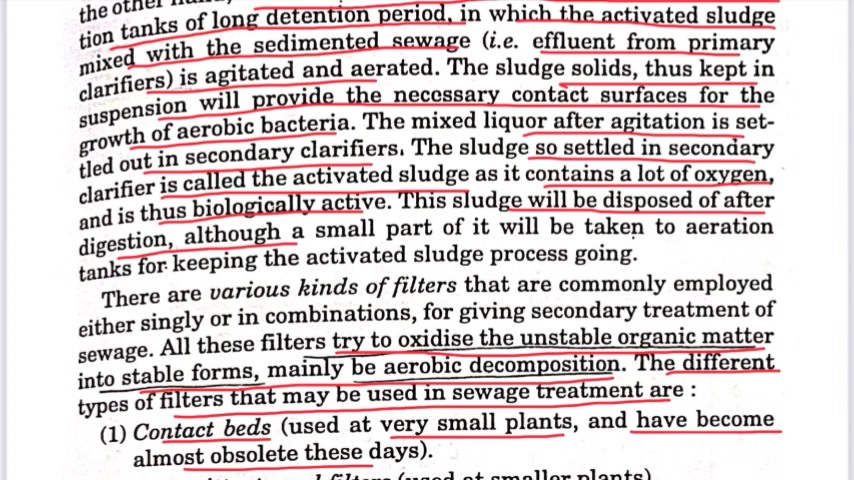 the other
tion tanks of long detention period, in which the activated sludge
mixed with the sedimented sewage (i.e. effluent from primary
clarifiers) is agitated and aerated. The sludge solids, thus kept in
suspension will provide the necessary contact surfaces for the
growth of aerobic bacteria. The mixed liquor after agitation is set-
tled out in secondary clarifiers. The sludge so settled in secondary
clarifier is called the activated sludge as it contains a lot of oxygen,
and is thus biologically active. This sludge will be disposed of after
digestion, although a small part of it will be taken to aeration
tanks for keeping the activated sludge process going.
There are various kinds of filters that are commonly employed
either singly or in combinations, for giving secondary treatment of
sewage. All these filters try to oxidise the unstable organic matter
into stable forms, mainly be aerobic decomposition. The different
types of filters that may be used in sewage treatment are :
(1) Contact beds (used at very small plants, and have become
almost obsolete these days).
filters (used at smaller plants)